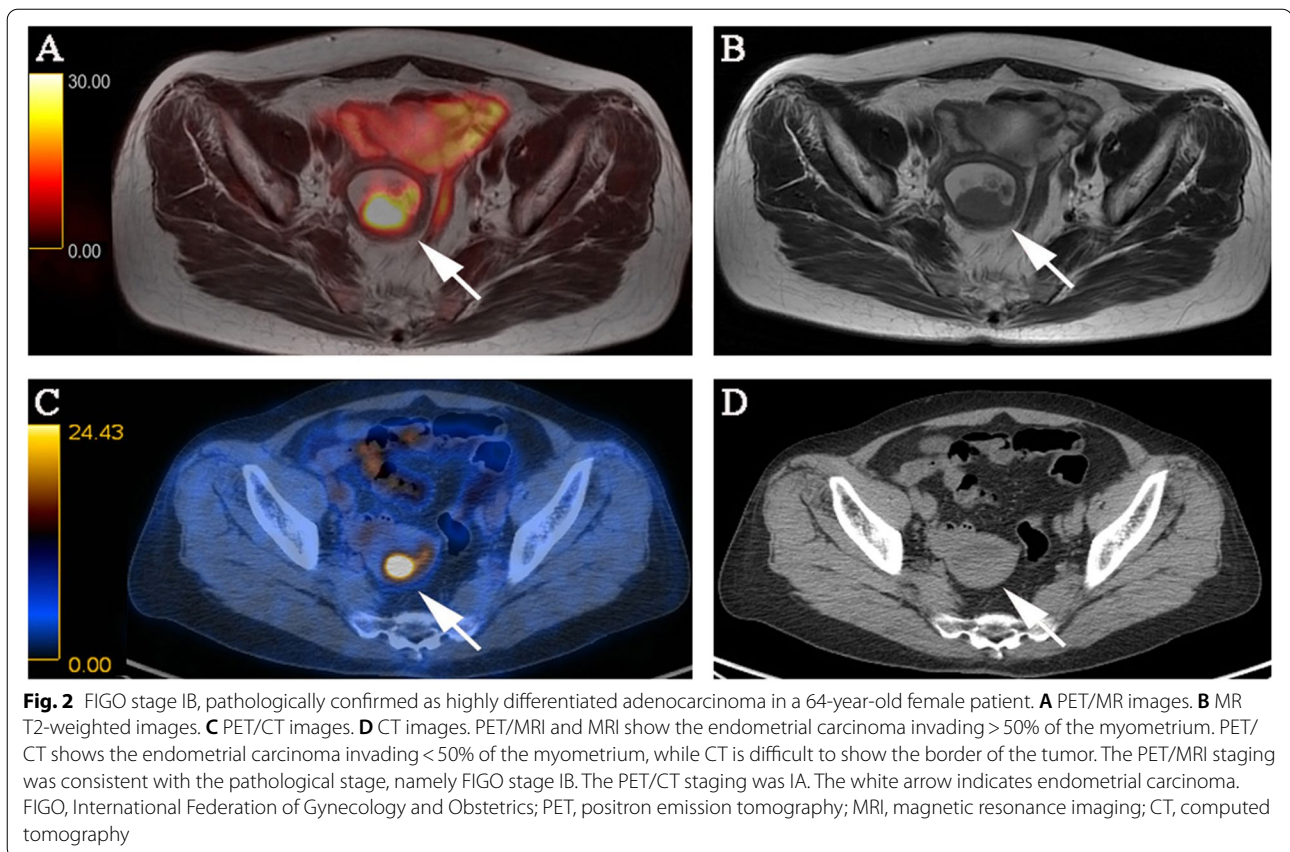 A
30.00
0.00
B
C
24.43
0.00
D
Fig. 2 FIGO stage IB, pathologically confirmed as highly differentiated adenocarcinoma in a 64-year-old female patient. A PET/MR images. B MR
T2-weighted images. C PET/CT images. D CT images. PET/MRI and MRI show the endometrial carcinoma invading > 50% of the myometrium. PET/
CT shows the endometrial carcinoma invading < 50% of the myometrium, while CT is difficult to show the border of the tumor. The PET/MRI staging
was consistent with the pathological stage, namely FIGO stage IB. The PET/CT staging was IA. The white arrow indicates endometrial carcinoma.
FIGO, International Federation of Gynecology and Obstetrics; PET, positron emission tomography; MRI, magnetic resonance imaging; CT, computed
tomography